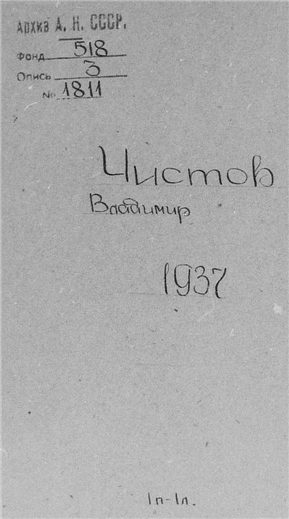 Архив А. Н. СССР.
Фонд 518
Опись 3
№ 1811
Чистов
Владимир
1937
1п-1л.